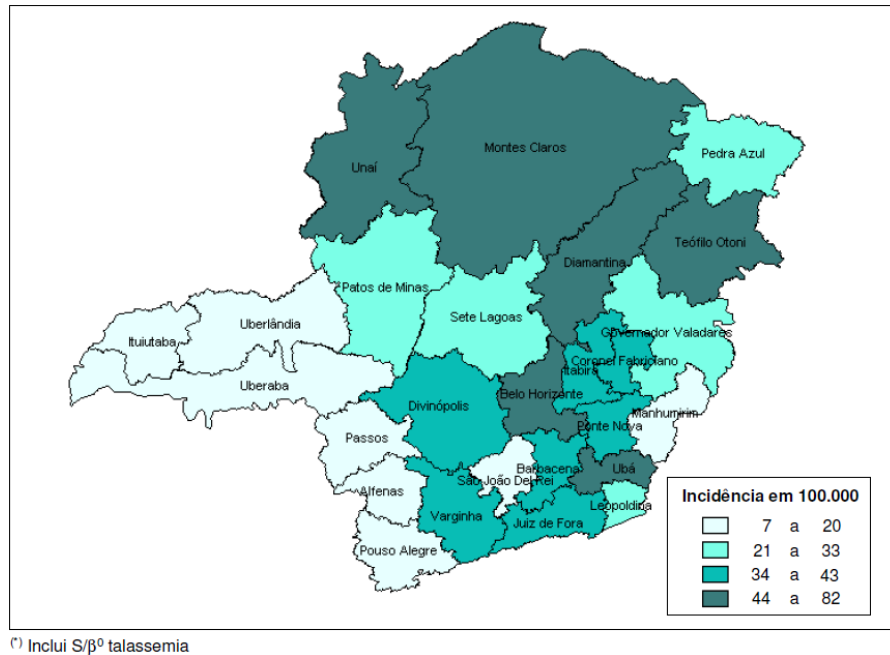 Montes Claros
Pedra Azul
Unaí
Teófilo Otoni
Diamantina
Patos de Minas
Sete Lagoas
Uberlândia
Governador Valadares
Ituiutaba
Coronel Fabriciano
Itabira
Uberaba
Belo Horizonte
Divinópolis
Manhumirim
Ponte Nova
Passos
Barbacena
Ubá
São João Del Rei
Alfenas
Leopoldina
Varginha
Juiz de Fora
Pouso Alegre
Incidência em 100.000
7 a 20
21 a 33
34 a 43
44 a 82
(*) Inclui S/β⁰ talassemia